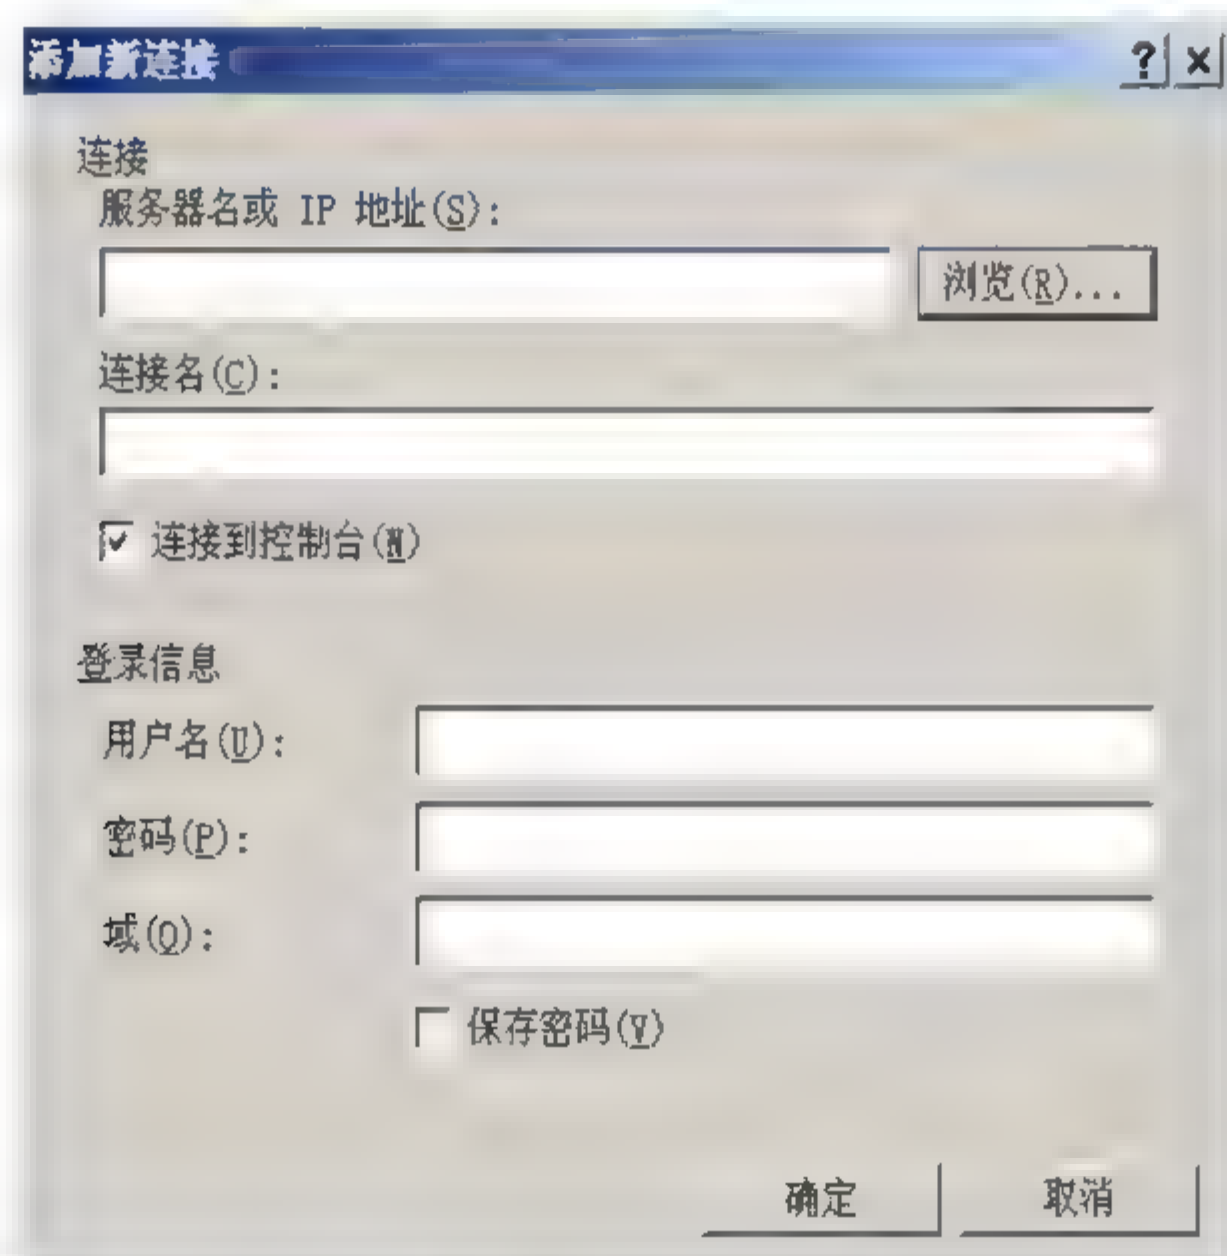 添加新连接
连接
服务器名或 IP 地址(S):
浏览(R)...
连接名(C):
连接到控制台(N)
登录信息
用户名(U):
密码(P):
域(O):
保存密码(V)
确定
取消